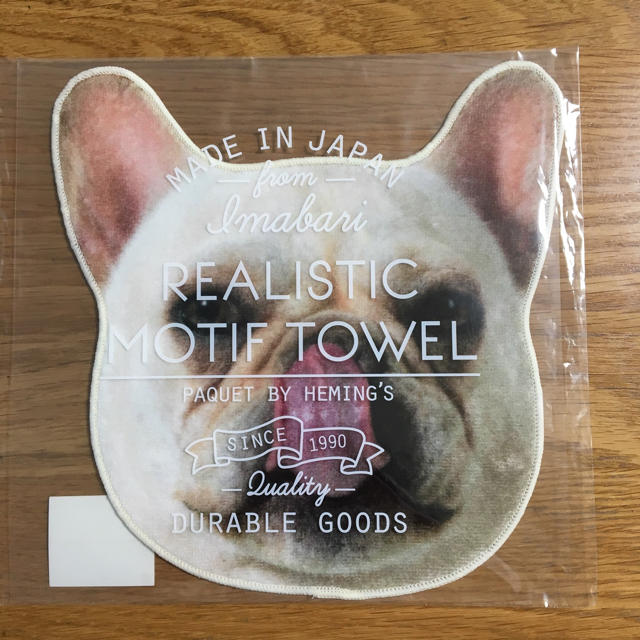 MADE IN JAPAN
from
Imabari
REALISTIC
MOTIF TOWEL
PAQUET BY HEMING'S
SINCE 1990
Quality
DURABLE GOODS